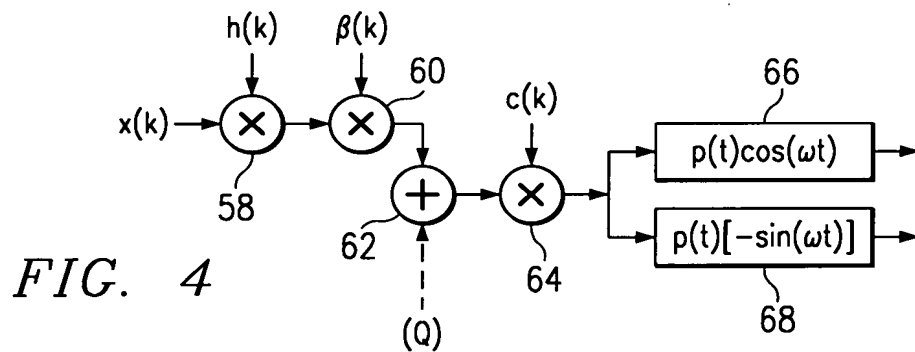 h(k)
β(k)
60
66
x(k)
×
×
c(k)
p(t)cos(ωt)
58
+
×
62
64
p(t)[-sin(ωt)]
68
FIG. 4
(Q)